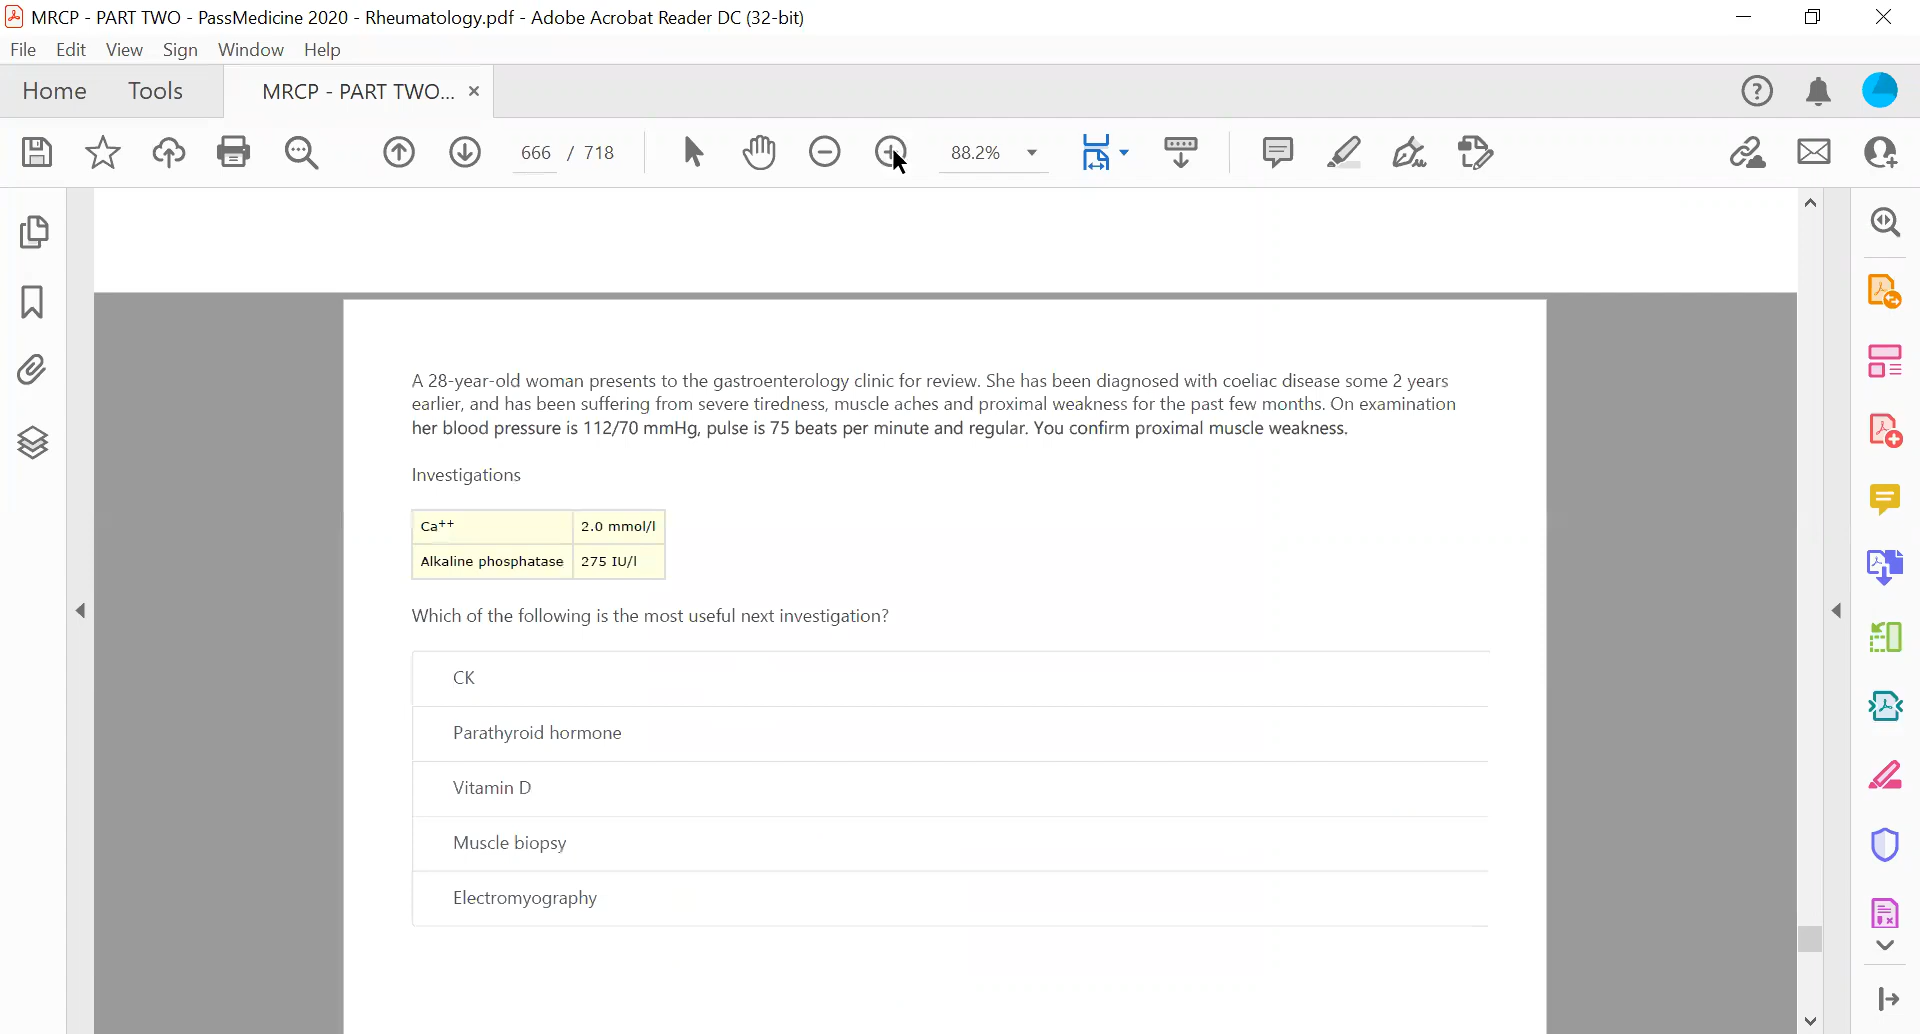 MRCP - PART TWO - PassMedicine 2020 - Rheumatology.pdf - Adobe Acrobat Reader DC (32-bit)
File Edit View Sign Window Help
Home Tools MRCP - PART TWO... ×
666 / 718 88.2%
A 28-year-old woman presents to the gastroenterology clinic for review. She has been diagnosed with coeliac disease some 2 years
earlier, and has been suffering from severe tiredness, muscle aches and proximal weakness for the past few months. On examination
her blood pressure is 112/70 mmHg, pulse is 75 beats per minute and regular. You confirm proximal muscle weakness.
Investigations
Ca++ 2.0 mmol/l
Alkaline phosphatase 275 IU/l
Which of the following is the most useful next investigation?
CK
Parathyroid hormone
Vitamin D
Muscle biopsy
Electromyography